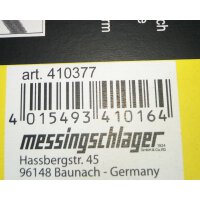 art. 410377
4 015493 410164
messingschlager
Hassbergstr. 45
96148 Baunach - Germany